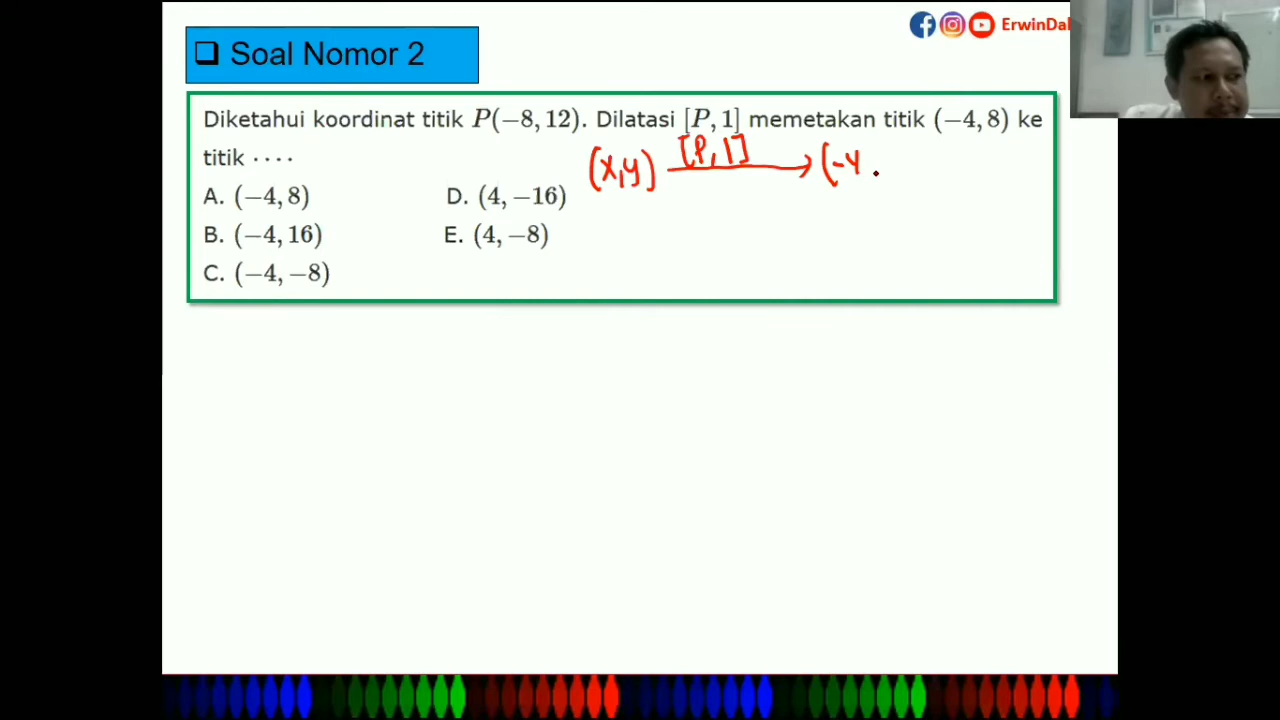 ErwinDal
❑ Soal Nomor 2
Diketahui koordinat titik P(−8, 12). Dilatasi [P, 1] memetakan titik (−4, 8) ke
titik ····
(x,y) [P, 1] → (-4
A. (−4, 8)
D. (4, −16)
B. (−4, 16)
E. (4, −8)
C. (−4, −8)